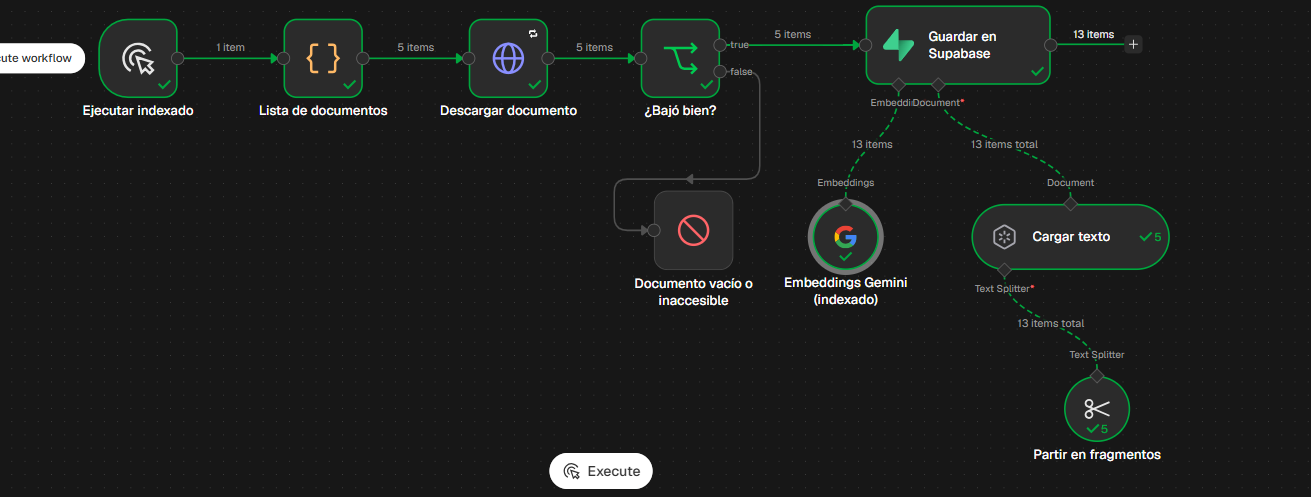 cute workflow
1 item
5 items
5 items
true
5 items
false
Guardar en
Supabase
13 items
Ejecutar indexado
Lista de documentos
Descargar documento
¿Bajó bien?
Document*
13 items
13 items total
Embeddings
Document
Cargar texto
5
Documento vacío o
inaccesible
Embeddings Gemini
(indexado)
Text Splitter*
13 items total
Text Splitter
5
Partir en fragmentos
Execute